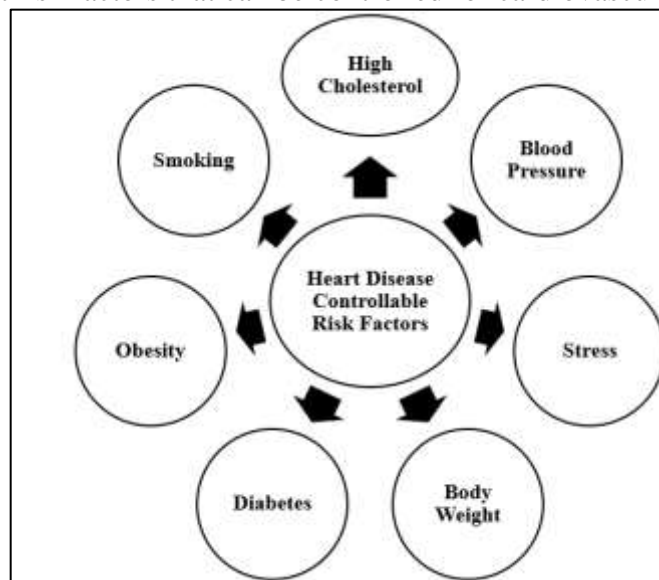 High
Cholesterol
Blood
Pressure
Smoking
Heart Disease
Controllable
Risk Factors
Obesity
Stress
Diabetes
Body
Weight